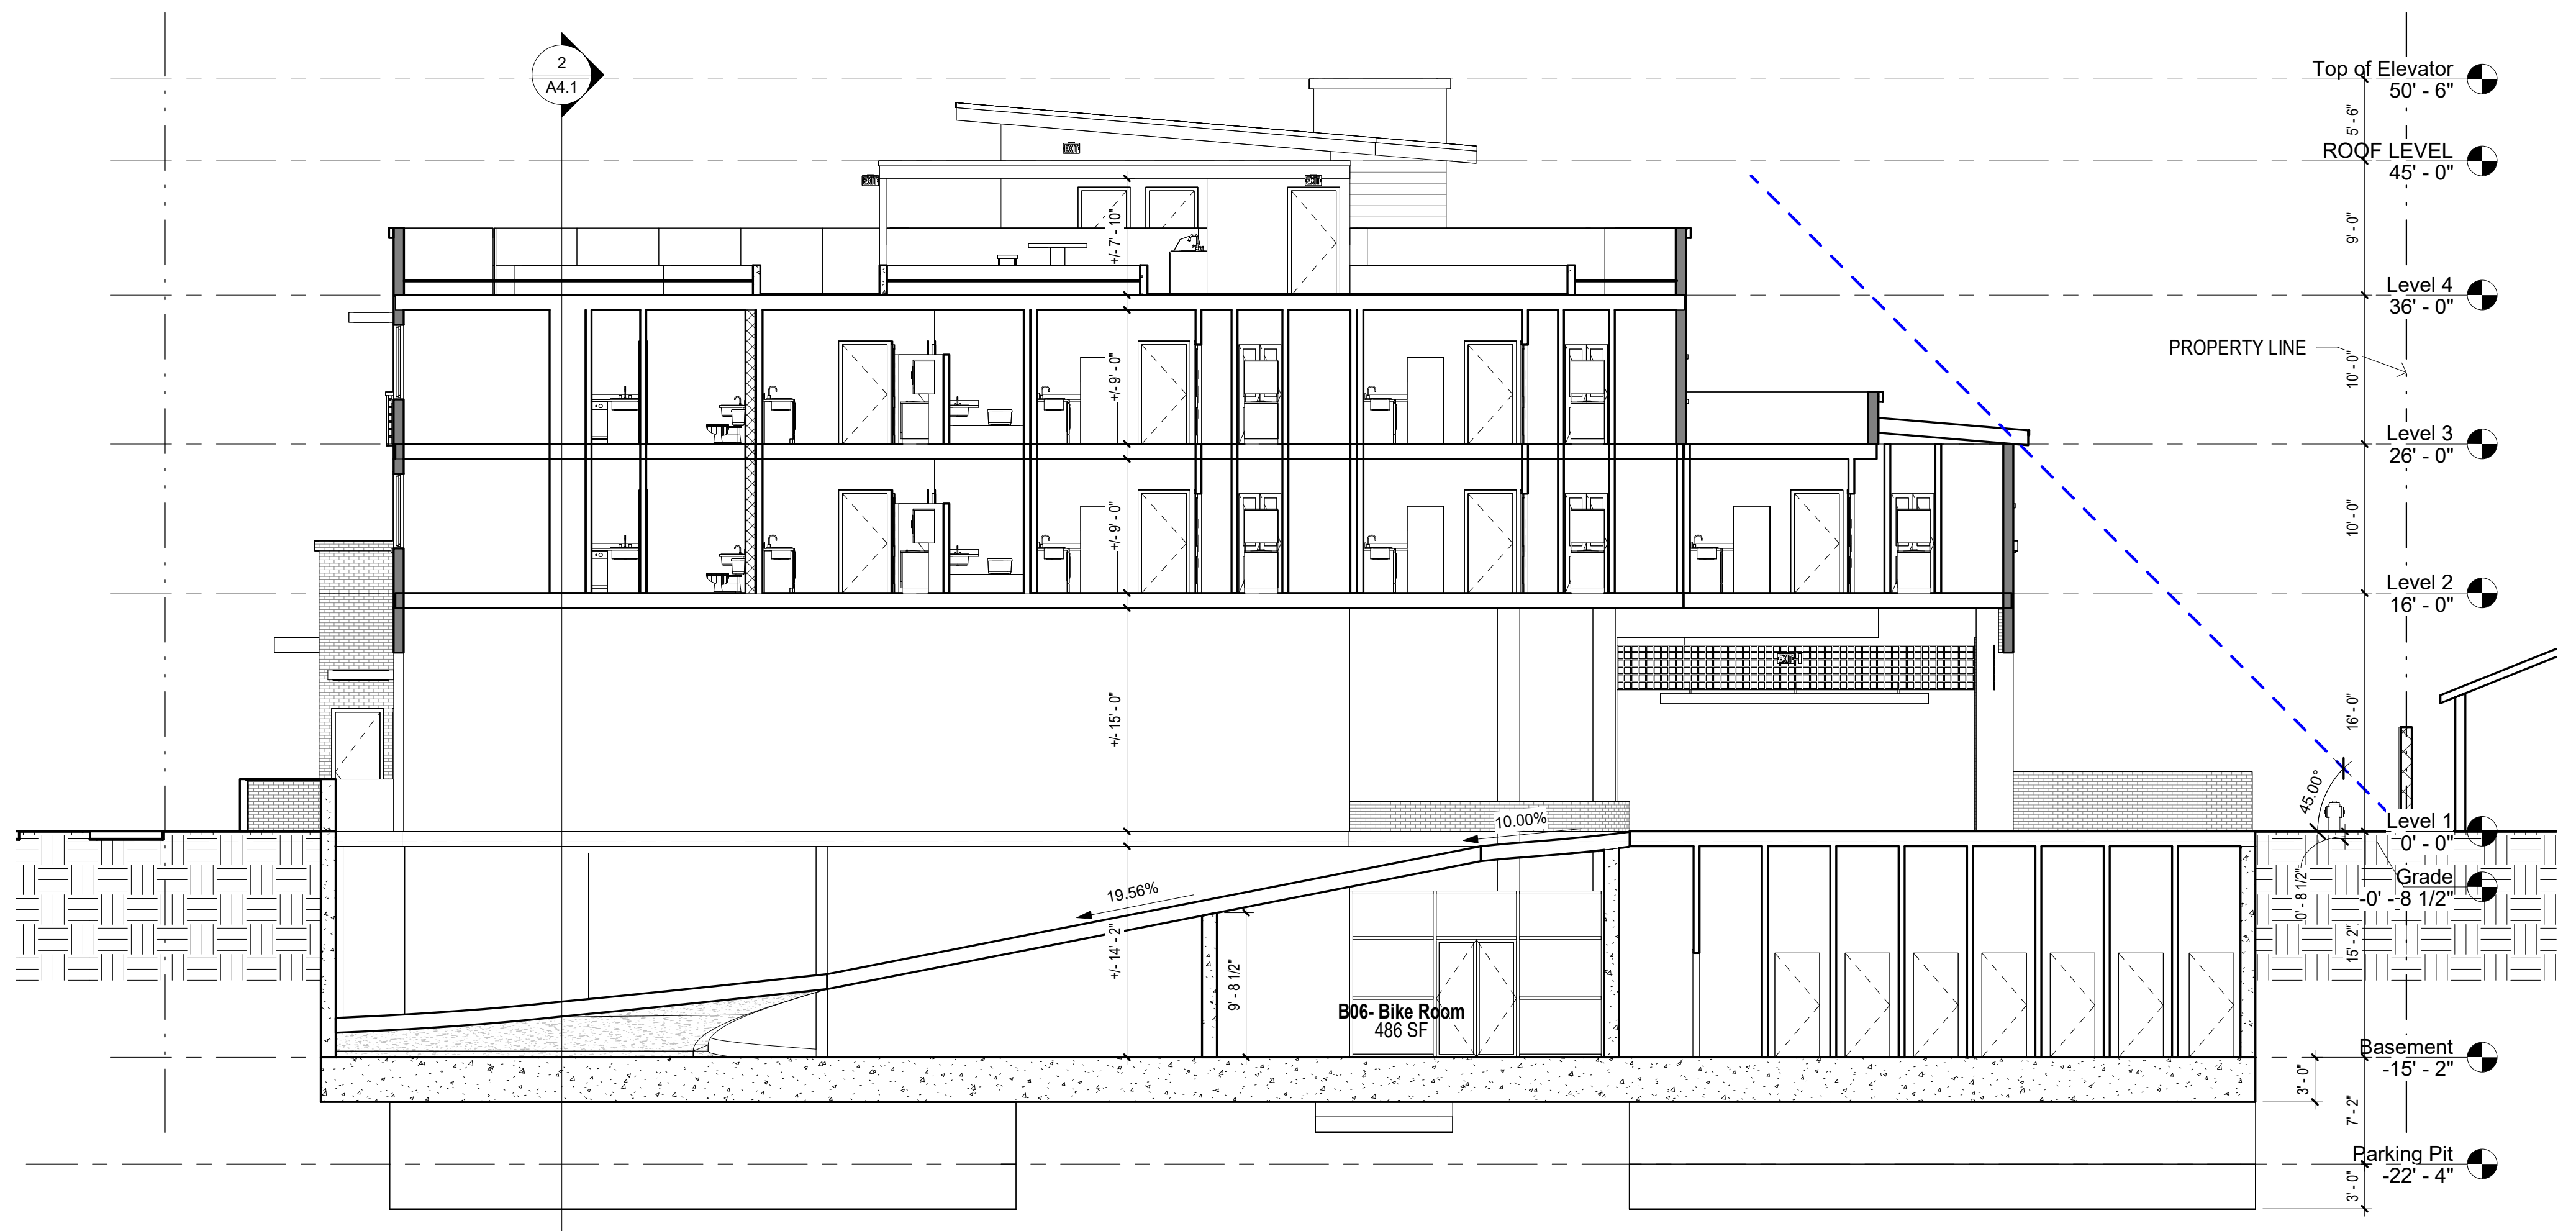 2
A4.1
Top of Elevator
50' - 6"
5' - 6"
ROOF LEVEL
45' - 0"
+/- 7' - 10"
9' - 0"
Level 4
36' - 0"
PROPERTY LINE
+/- 9' - 0"
10' - 0"
Level 3
26' - 0"
+/- 9' - 0"
10' - 0"
Level 2
16' - 0"
+/- 15' - 0"
16' - 0"
45.00°
10.00%
Level 1
0' - 0"
19.56%
Grade
-0' - 8 1/2"
0' - 8 1/2"
+/- 14' - 2"
15' - 2"
9' - 8 1/2"
B06- Bike Room
486 SF
Basement
-15' - 2"
3' - 0"
7' - 2"
Parking Pit
-22' - 4"
3' - 0"